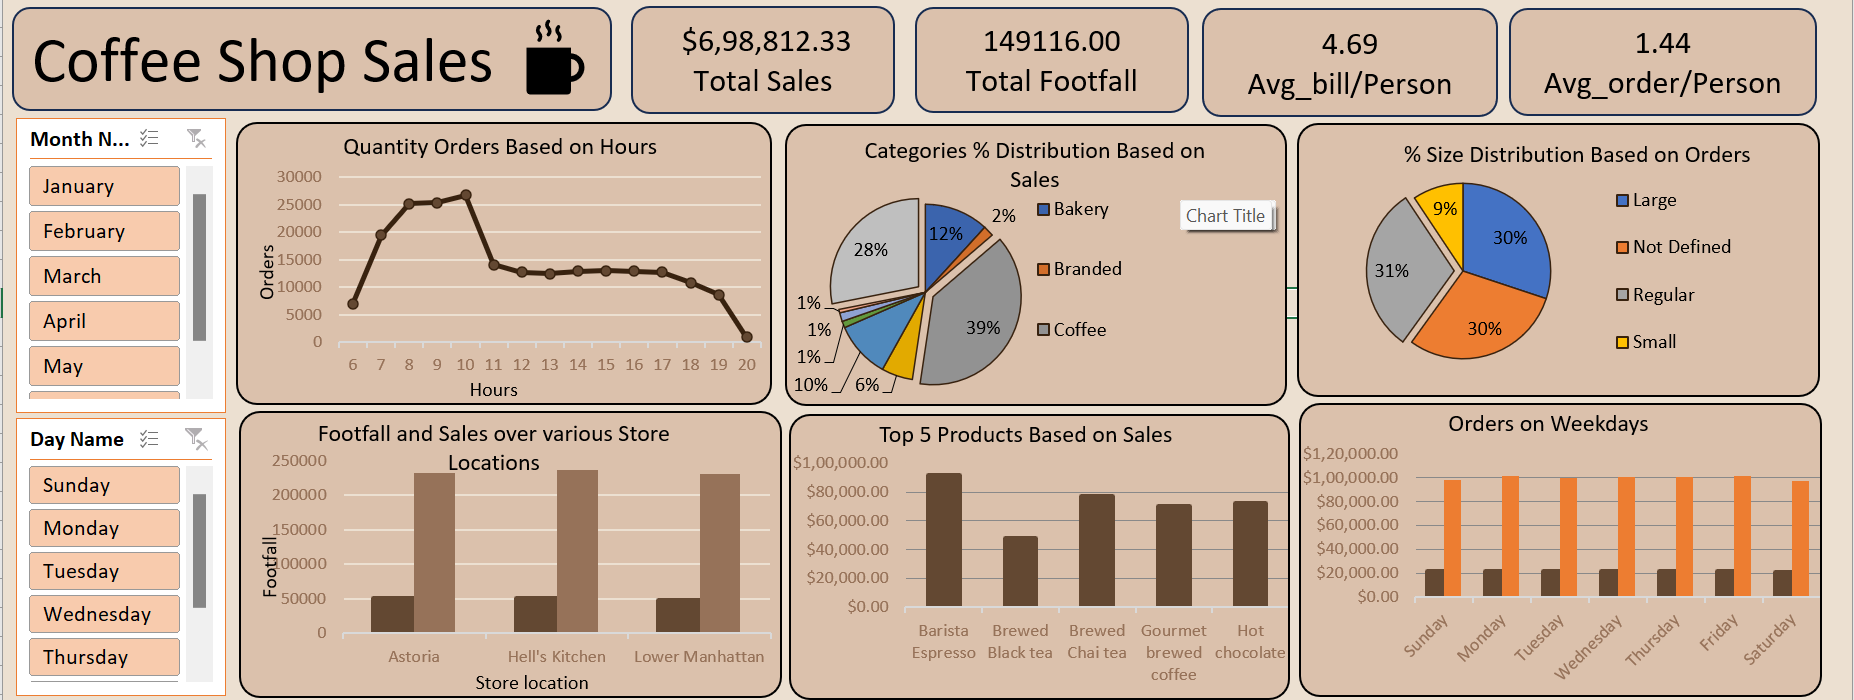 Coffee Shop Sales
$6,98,812.33
Total Sales
149116.00
Total Footfall
4.69
Avg_bill/Person
1.44
Avg_order/Person
Month N...
January
February
March
April
May
Day Name
Sunday
Monday
Tuesday
Wednesday
Thursday
Quantity Orders Based on Hours
30000
25000
20000
15000
10000
5000
0
Orders
6 7 8 9 10 11 12 13 14 15 16 17 18 19 20
Hours
Categories % Distribution Based on
Sales
Chart Title
12%
2%
39%
6%
10%
1%
1%
1%
28%
Bakery
Branded
Coffee
% Size Distribution Based on Orders
30%
30%
31%
9%
Large
Not Defined
Regular
Small
Footfall and Sales over various Store
Locations
250000
200000
150000
100000
50000
0
Footfall
Astoria Hell's Kitchen Lower Manhattan
Store location
Top 5 Products Based on Sales
$1,00,000.00
$80,000.00
$60,000.00
$40,000.00
$20,000.00
$0.00
Barista
Espresso
Brewed
Black tea
Brewed
Chai tea
Gourmet
brewed
coffee
Hot
chocolate
Orders on Weekdays
$1,20,000.00
$1,00,000.00
$80,000.00
$60,000.00
$40,000.00
$20,000.00
$0.00
Sunday
Monday
Tuesday
Wednesday
Thursday
Friday
Saturday